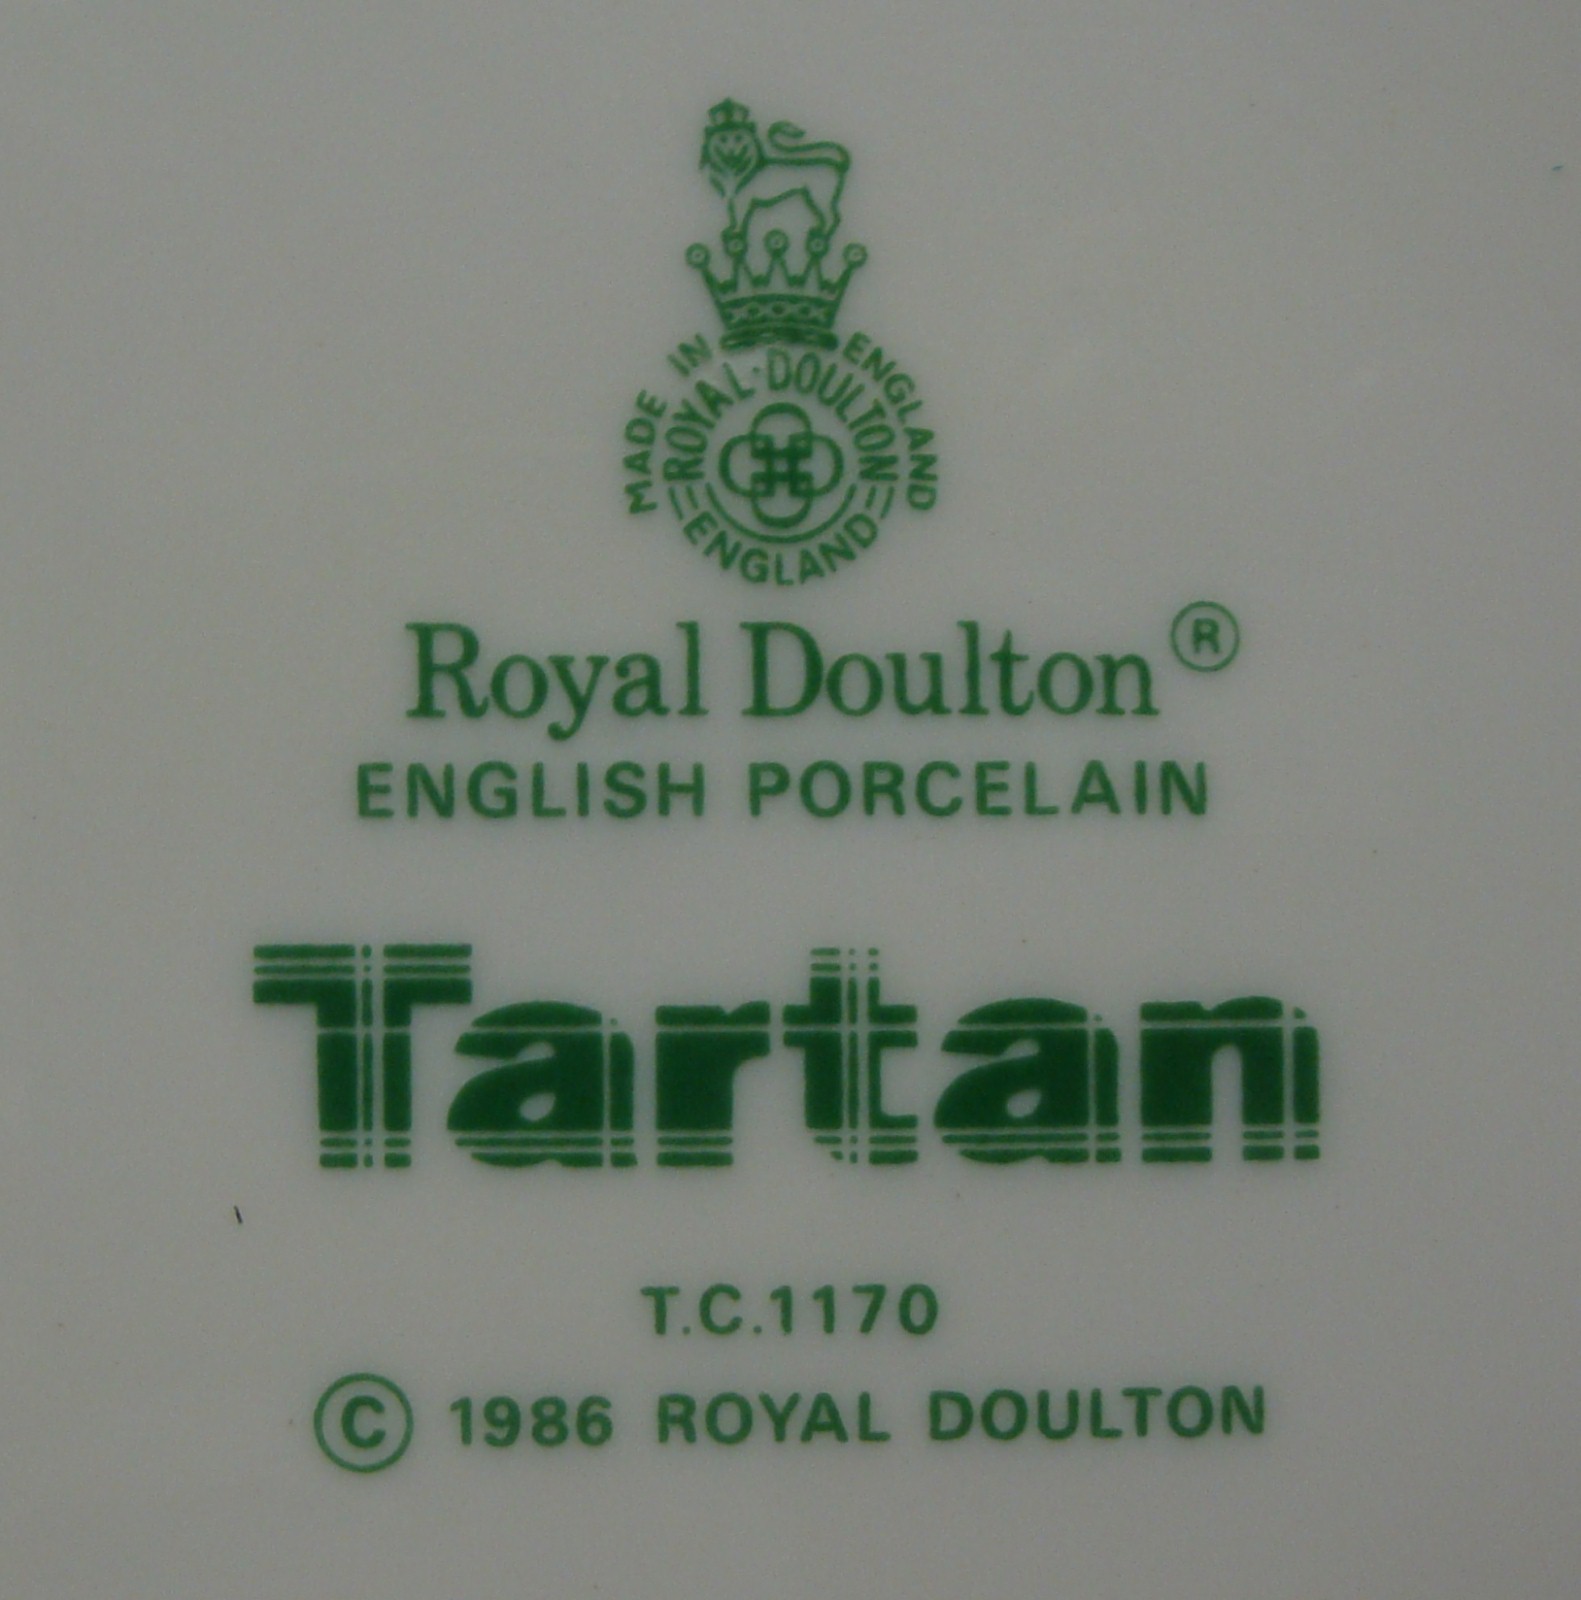 MADE IN ENGLAND
ROYAL·DOULTON
ENGLAND
Royal Doulton®
ENGLISH PORCELAIN
Tartan
T.C.1170
© 1986 ROYAL DOULTON